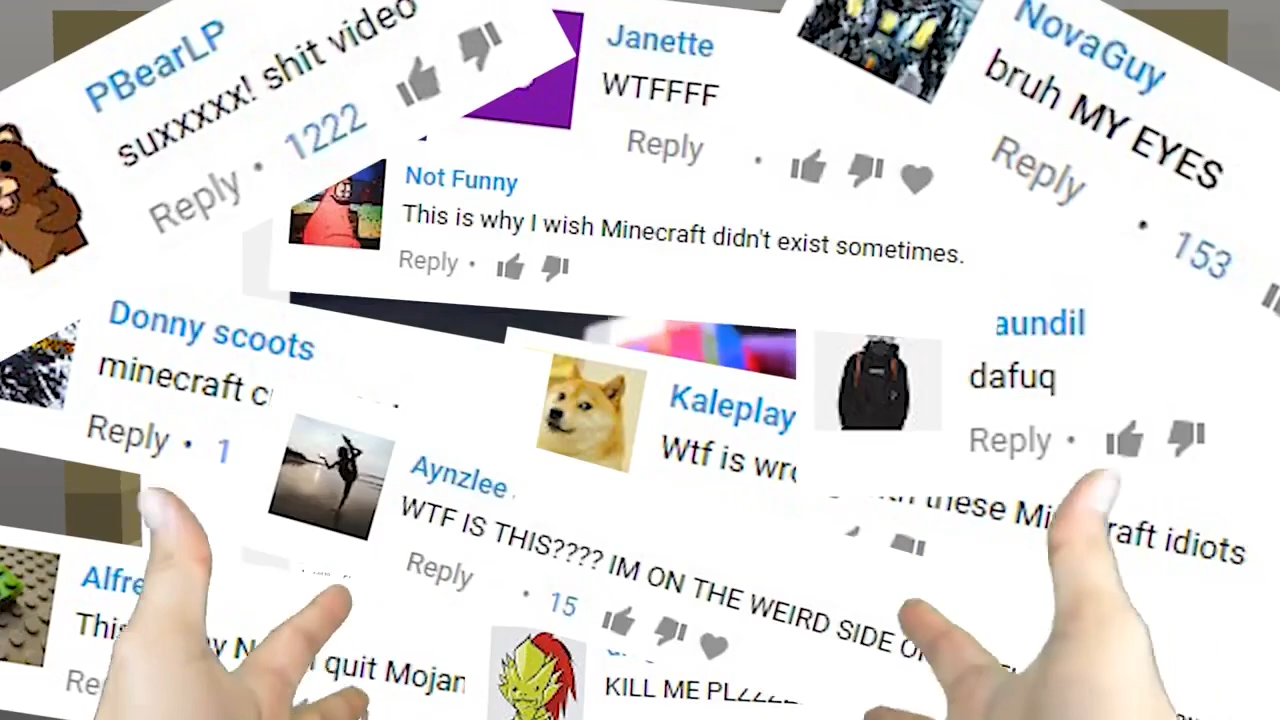 PBearLP
suxxxxx! shit video
Reply • 1222
Janette
WTFFFF
Reply •
NovaGuy
bruh MY EYES
Reply • 153
Not Funny
This is why I wish Minecraft didn't exist sometimes.
Reply •
Donny scoots
minecraft c
Reply • 1
Kaleplay
Wtf is
these
idiots
aundil
dafuq
Reply •
Aynzlee
WTF IS THIS???? IM ON THE WEIRD SIDE
Reply • 15
Alfre
quit Mojan
KILL ME